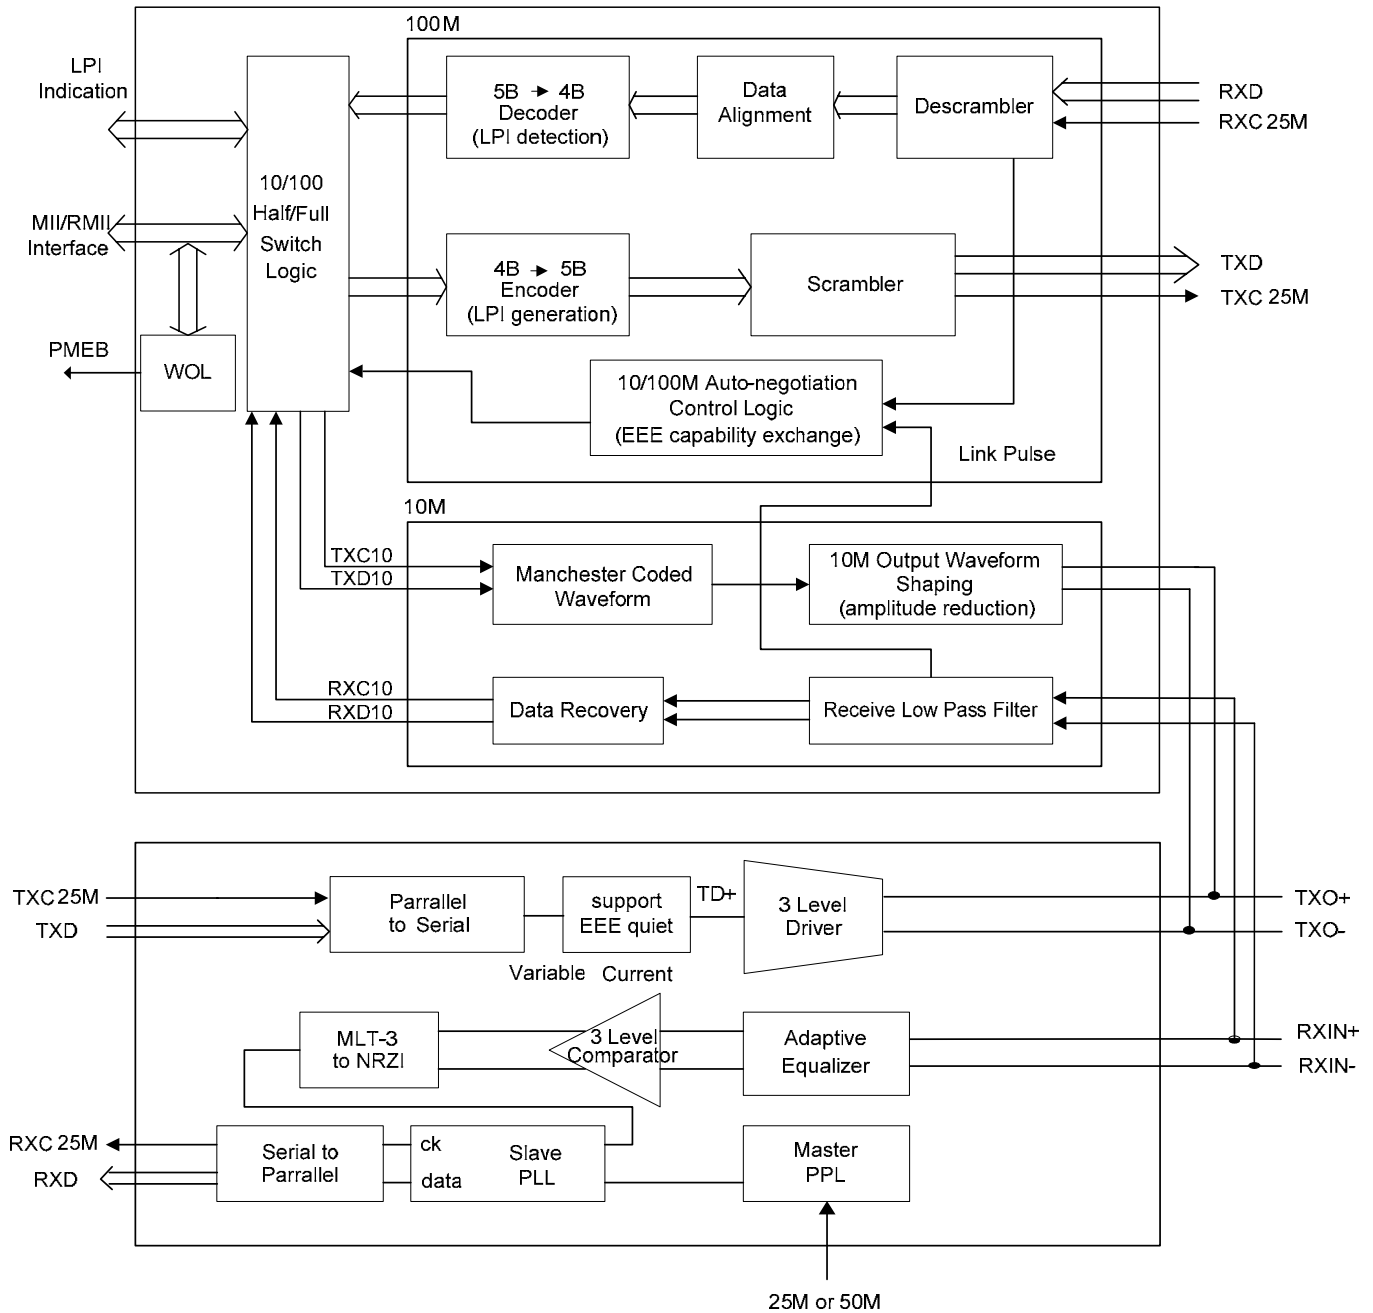 100M
LPI
Indication
5B → 4B
Decoder
(LPI detection)
Data
Alignment
Descrambler
RXD
RXC 25M
10/100
Half/Full
Switch
Logic
MII/RMII
Interface
4B → 5B
Encoder
(LPI generation)
Scrambler
TXD
TXC 25M
PMEB
WOL
10/100M Auto-negotiation
Control Logic
(EEE capability exchange)
Link Pulse
10M
TXC10
TXD10
Manchester Coded
Waveform
10M Output Waveform
Shaping
(amplitude reduction)
RXC10
RXD10
Data Recovery
Receive Low Pass Filter
TXC 25M
TXD
Parrallel
to Serial
support
EEE quiet
TD+
3 Level
Driver
TXO+
TXO-
Variable Current
MLT-3
to NRZI
3 Level
Comparator
Adaptive
Equalizer
RXIN+
RXIN-
RXC 25M
RXD
Serial to
Parrallel
ck
data
Slave
PLL
Master
PPL
25M or 50M